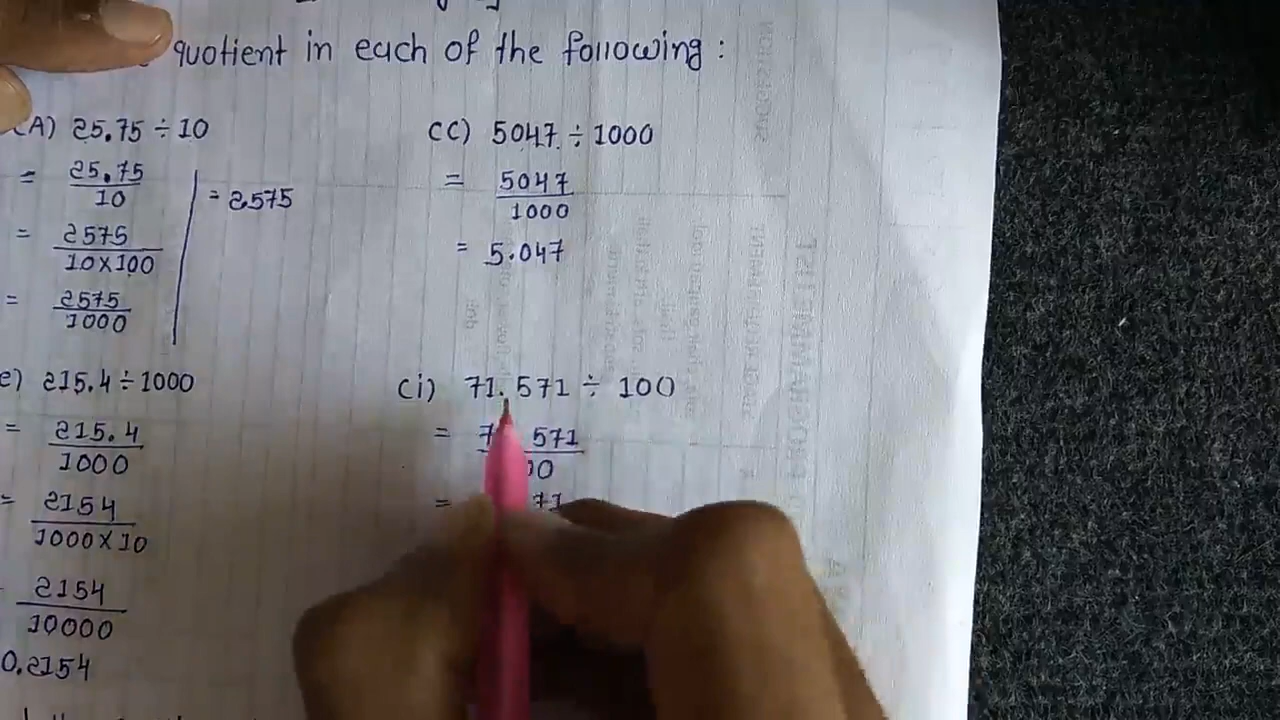 quotient in each of the following :
(A) 25.75 ÷ 10
= 25.75 / 10
= 2575 / 10 x 100
= 2575 / 1000
= 2.575
(C) 5047 ÷ 1000
= 5047 / 1000
= 5.047
e) 215.4 ÷ 1000
= 215.4 / 1000
= 2154 / 1000 x 10
2154 / 10000
0.2154
(i) 71.571 ÷ 100